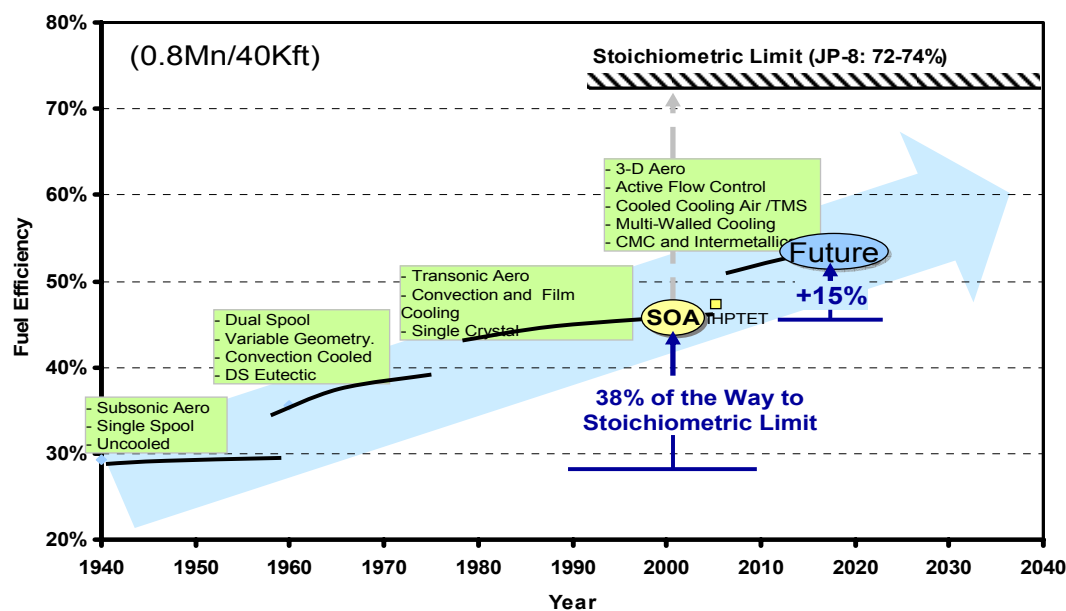 80%
(0.8Mn/40Kft)
Stoichiometric Limit (JP-8: 72-74%)
70%
- 3-D Aero
- Active Flow Control
- Cooled Cooling Air /TMS
- Multi-Walled Cooling
- CMC and Intermetallic
60%
Future
50%
+15%
- Transonic Aero
- Convection and Film
Cooling
- Single Crystal
SOA
IHPTET
- Dual Spool
- Variable Geometry.
- Convection Cooled
- DS Eutectic
40%
38% of the Way to
Stoichiometric Limit
- Subsonic Aero
- Single Spool
- Uncooled
30%
20%
Fuel Efficiency
1940 1950 1960 1970 1980 1990 2000 2010 2020 2030 2040
Year